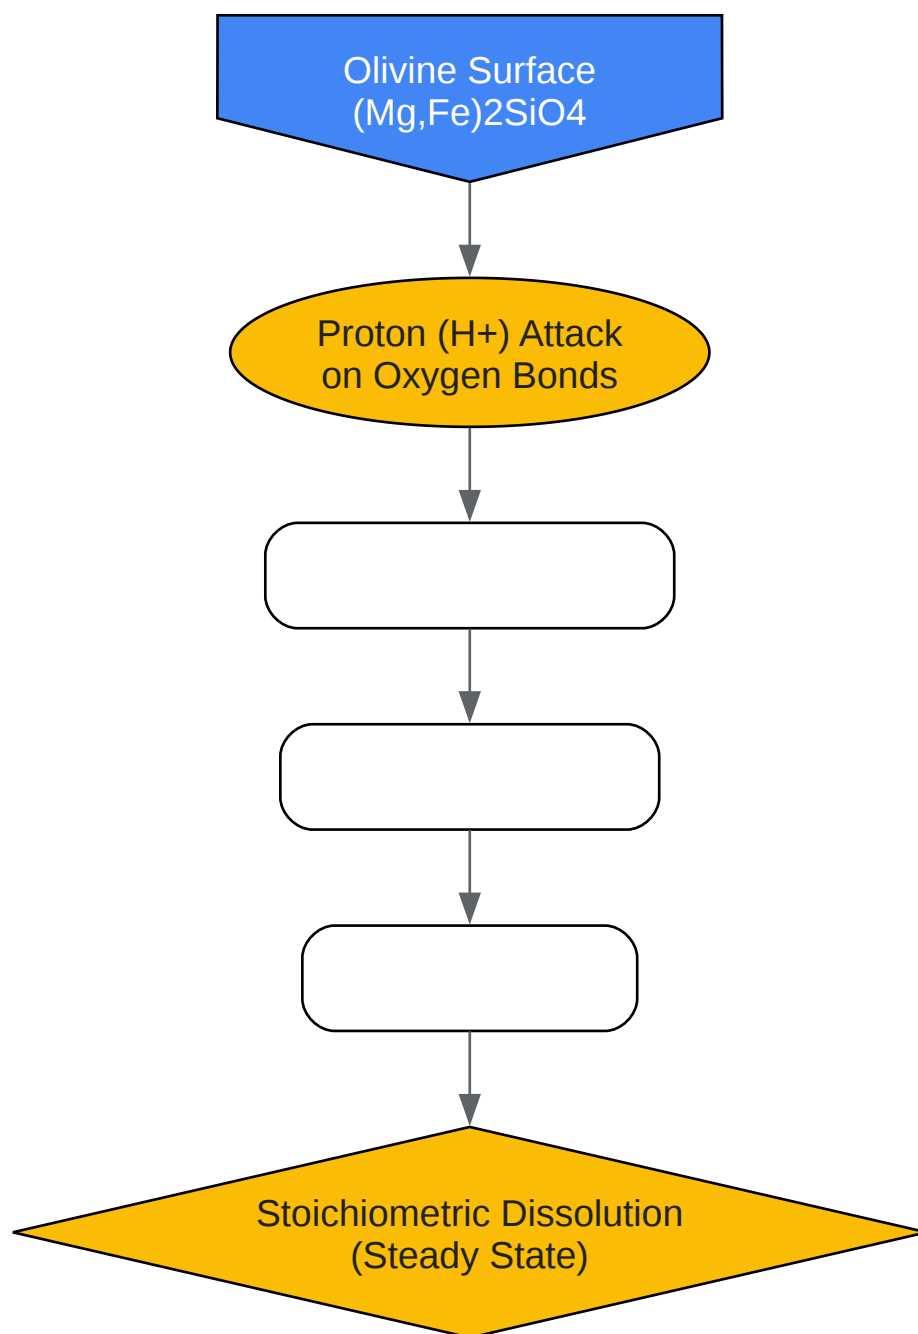 Olivine Surface
(Mg,Fe)2SiO4
Proton (H+) Attack
on Oxygen Bonds
Stoichiometric Dissolution
(Steady State)